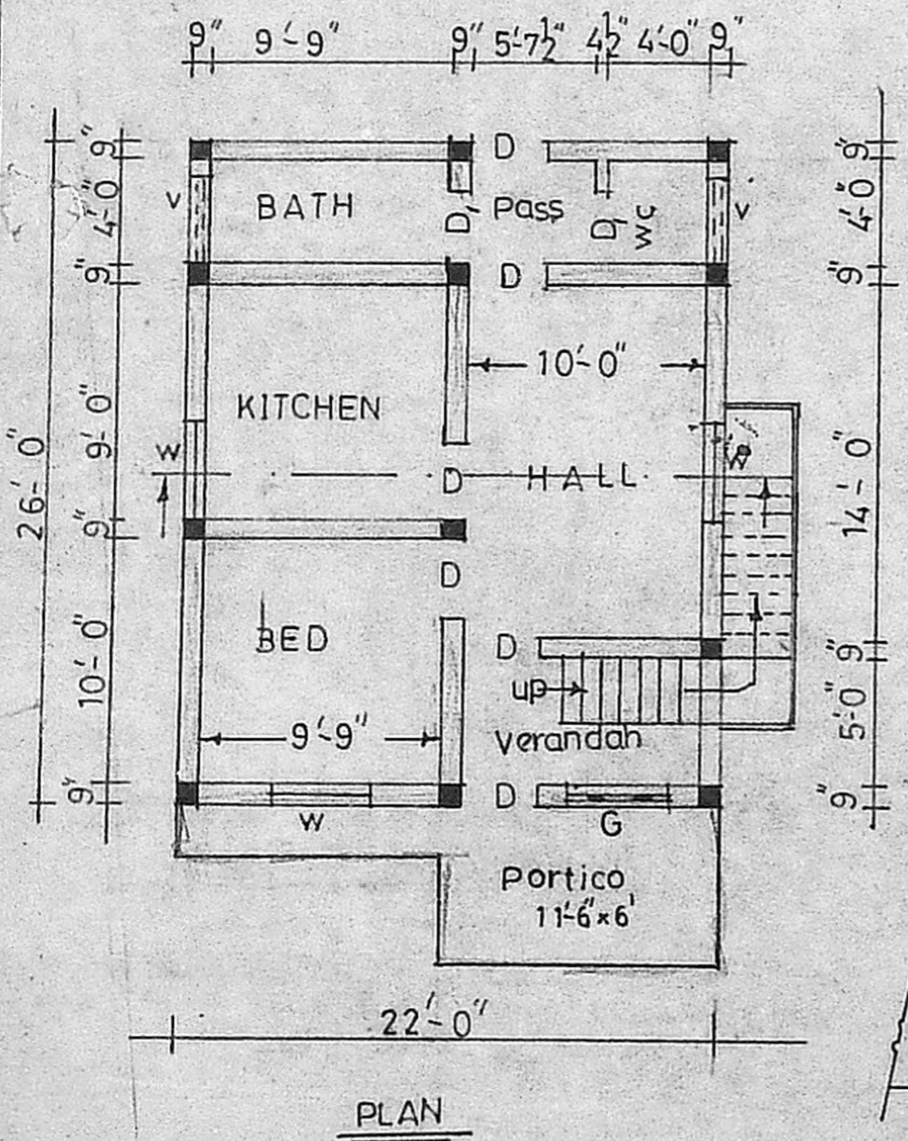 9" 9'-9" 9" 5'-7½" 4½" 4'-0" 9"
D
9" 9"
V BATH D₁ Pass D₁ WC V
4'-0" 4'-0"
9" D 9"
10'-0"
KITCHEN
26'-0" 9'-0" W D HALL W 14'-0"
9"
D
BED
10'-0" D 9"
up
9'-9" Verandah 5'-0"
9" D 9"
W G
Portico
11'-6"×6'
22'-0"
PLAN